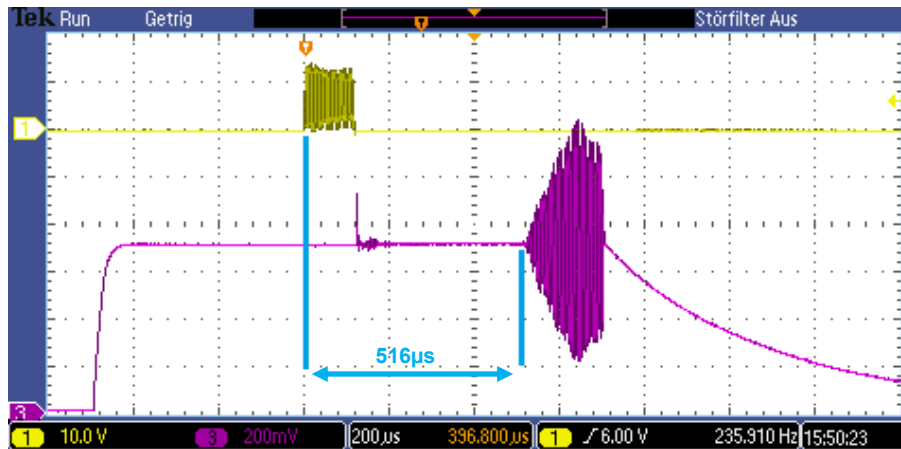 Tek Run Getrig Störfilter Aus
T
1
516µs
3
1 10.0 V 3 200mV 200µs 396.800µs 1 6.00 V 235.910 Hz 15:50:23